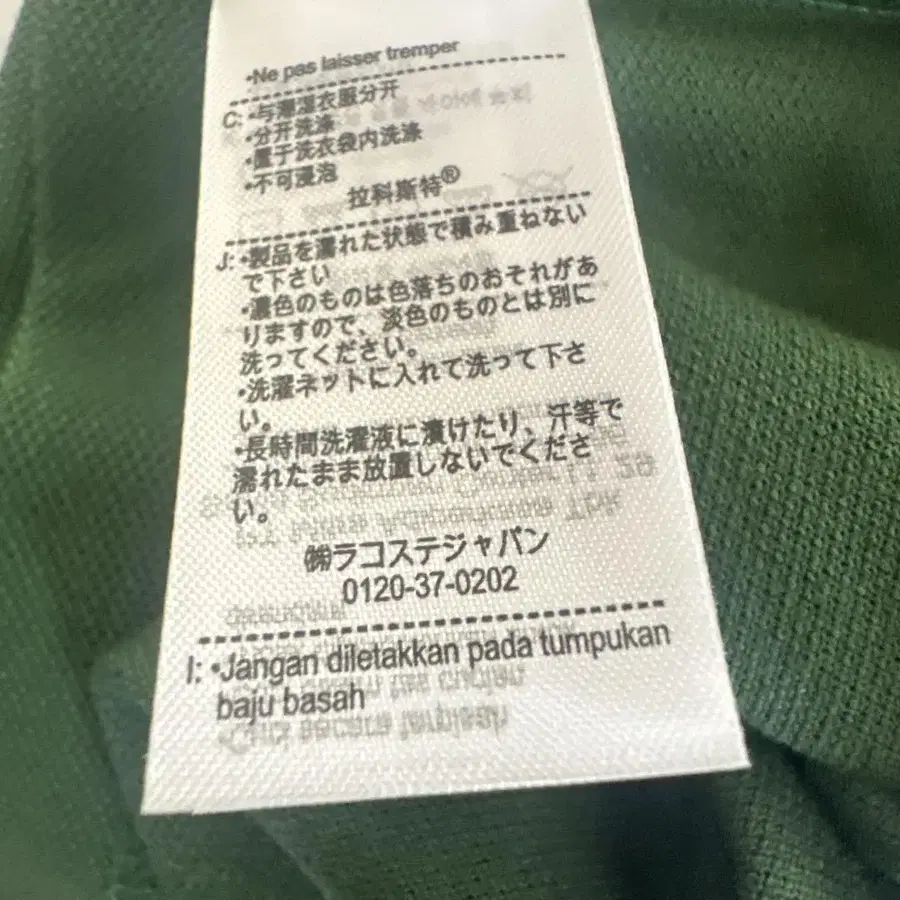 •Ne pas laisser tremper
C: •与潮湿衣服分开
•分开洗涤
•置于洗衣袋内洗涤
•不可浸泡
拉科斯特®
J: •製品を濡れた状態で積み重ねない
で下さい
•濃色のものは色落ちのおそれがあ
りますので、淡色のものとは別に
洗ってください。
•洗濯ネットに入れて洗って下さ
い。
•長時間洗濯液に漬けたり、汗等で
濡れたまま放置しないでくださ
い。
㈱ラコステジャパン
0120-37-0202
I: •Jangan diletakkan pada tumpukan
baju basah